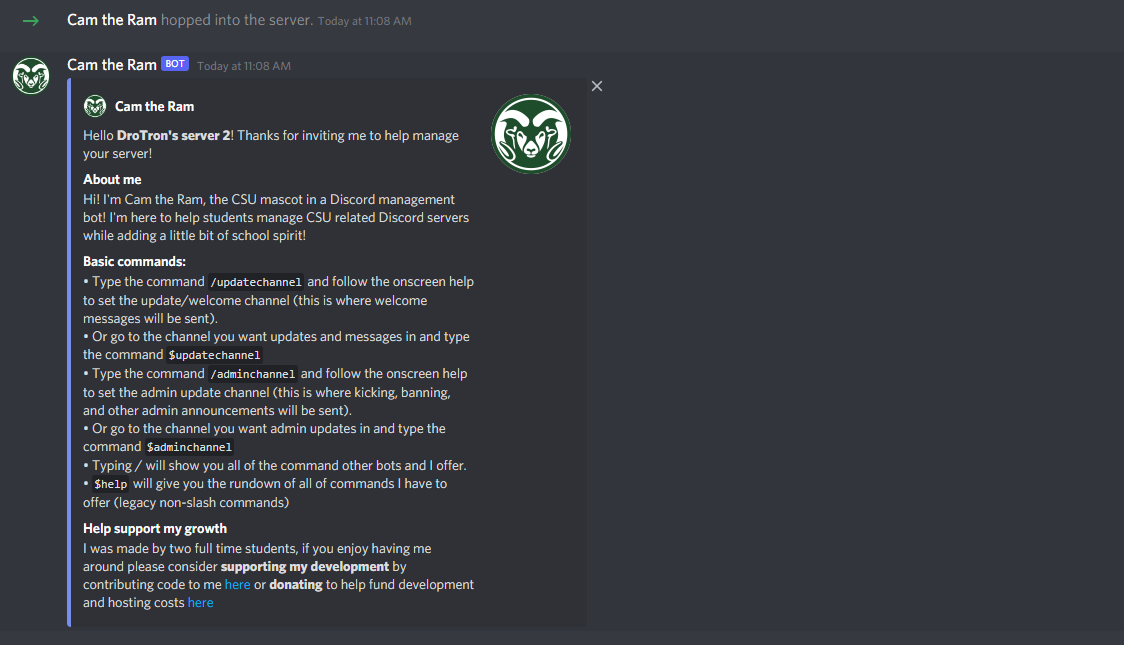 Cam the Ram hopped into the server. Today at 11:08 AM
Cam the Ram BOT Today at 11:08 AM
Cam the Ram
Hello DroTron's server 2! Thanks for inviting me to help manage
your server!
About me
Hi! I'm Cam the Ram, the CSU mascot in a Discord management
bot! I'm here to help students manage CSU related Discord servers
while adding a little bit of school spirit!
Basic commands:
• Type the command /updatechannel and follow the onscreen help
to set the update/welcome channel (this is where welcome
messages will be sent).
• Or go to the channel you want updates and messages in and type
the command $updatechannel
• Type the command /adminchannel and follow the onscreen help
to set the admin update channel (this is where kicking, banning,
and other admin announcements will be sent).
• Or go to the channel you want admin updates in and type the
command $adminchannel
• Typing / will show you all of the command other bots and I offer.
• $help will give you the rundown of all of commands I have to
offer (legacy non-slash commands)
Help support my growth
I was made by two full time students, if you enjoy having me
around please consider supporting my development by
contributing code to me here or donating to help fund development
and hosting costs here